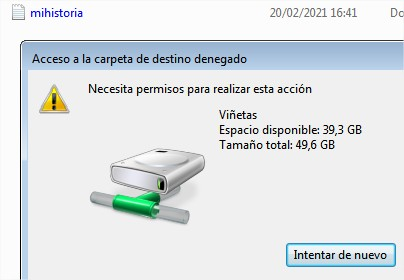 mihistoria 20/02/2021 16:41 Do
Acceso a la carpeta de destino denegado
Necesita permisos para realizar esta acción
Viñetas
Espacio disponible: 39,3 GB
Tamaño total: 49,6 GB
Intentar de nuevo